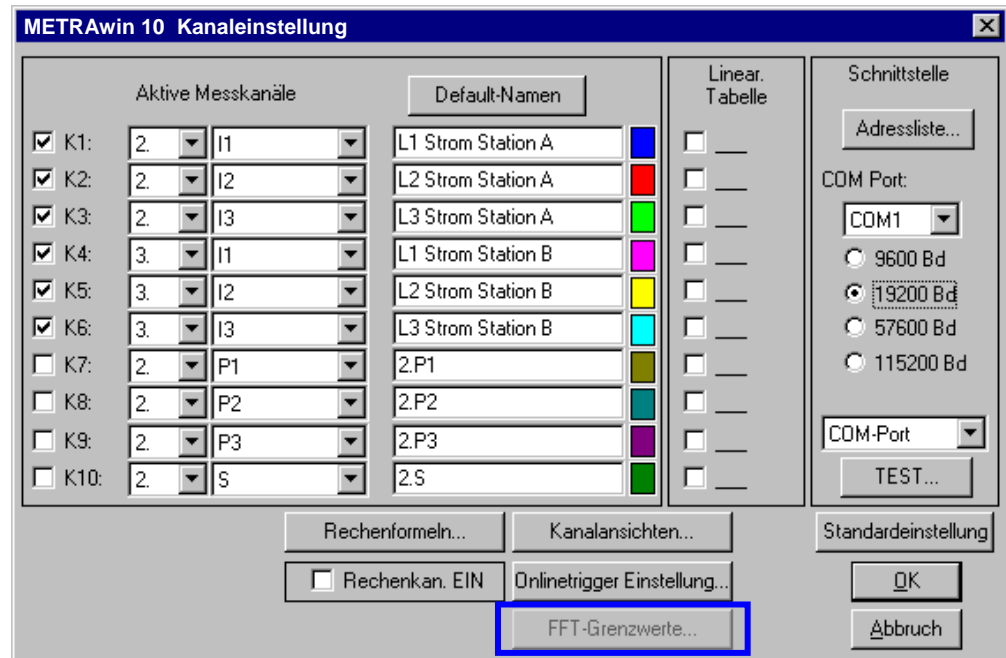 METRAwin 10 Kanaleinstellung
Aktive Messkanäle
Default-Namen
Linear.
Tabelle
Schnittstelle
K1: 2. I1 L1 Strom Station A
K2: 2. I2 L2 Strom Station A
K3: 2. I3 L3 Strom Station A
K4: 3. I1 L1 Strom Station B
K5: 3. I2 L2 Strom Station B
K6: 3. I3 L3 Strom Station B
K7: 2. P1 2.P1
K8: 2. P2 2.P2
K9: 2. P3 2.P3
K10: 2. S 2.S
Adressliste...
COM Port:
COM1
9600 Bd
19200 Bd
57600 Bd
115200 Bd
COM-Port
TEST...
Rechenformeln...
Kanalansichten...
Standardeinstellung
Rechenkan. EIN
Onlinetrigger Einstellung...
OK
FFT-Grenzwerte...
Abbruch